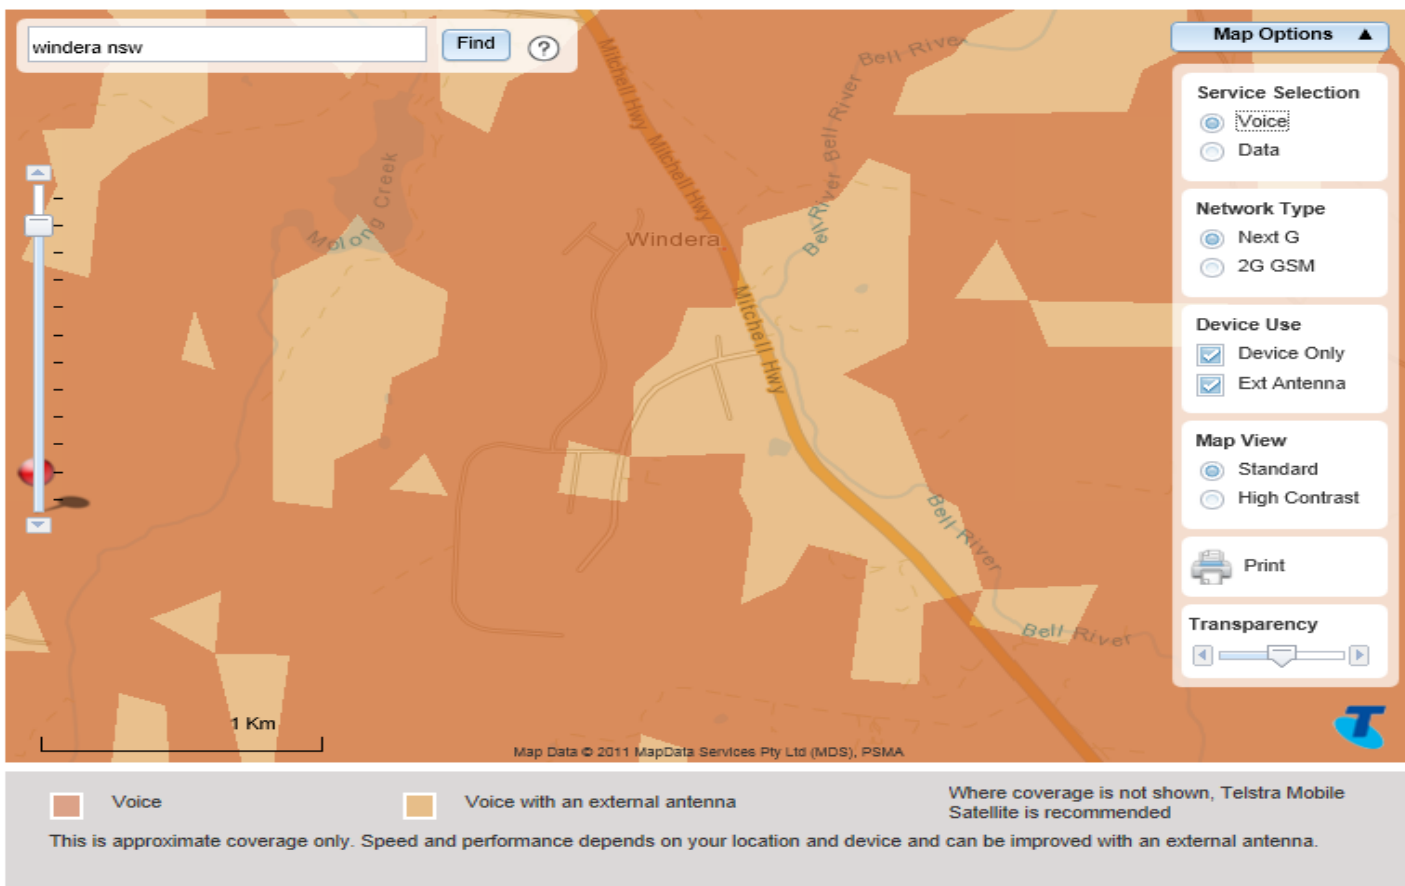 windera nsw
Find
?
Map Options ▲
Service Selection
Voice
Data
Network Type
Next G
2G GSM
Device Use
Device Only
Ext Antenna
Map View
Standard
High Contrast
Print
Transparency
Mitchell Hwy
Mitchell Hwy
Mitchell Hwy
Bell River
Bell River
Bell River
Bell River
Molong Creek
Windera
Bell River
Bell River
1 Km
Map Data © 2011 MapData Services Pty Ltd (MDS), PSMA
T
Voice
Voice with an external antenna
Where coverage is not shown, Telstra Mobile
Satellite is recommended
This is approximate coverage only. Speed and performance depends on your location and device and can be improved with an external antenna.